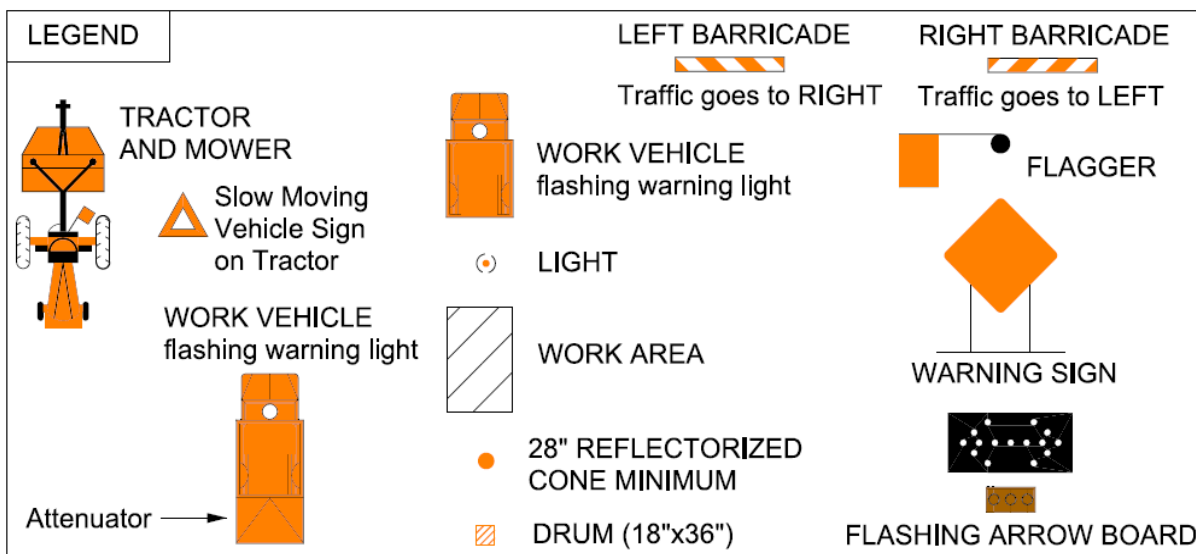 LEGEND
LEFT BARRICADE
Traffic goes to RIGHT
RIGHT BARRICADE
Traffic goes to LEFT
TRACTOR
AND MOWER
Slow Moving
Vehicle Sign
on Tractor
WORK VEHICLE
flashing warning light
FLAGGER
LIGHT
WORK VEHICLE
flashing warning light
WORK AREA
WARNING SIGN
28" REFLECTORIZED
CONE MINIMUM
Attenuator
DRUM (18"x36")
FLASHING ARROW BOARD